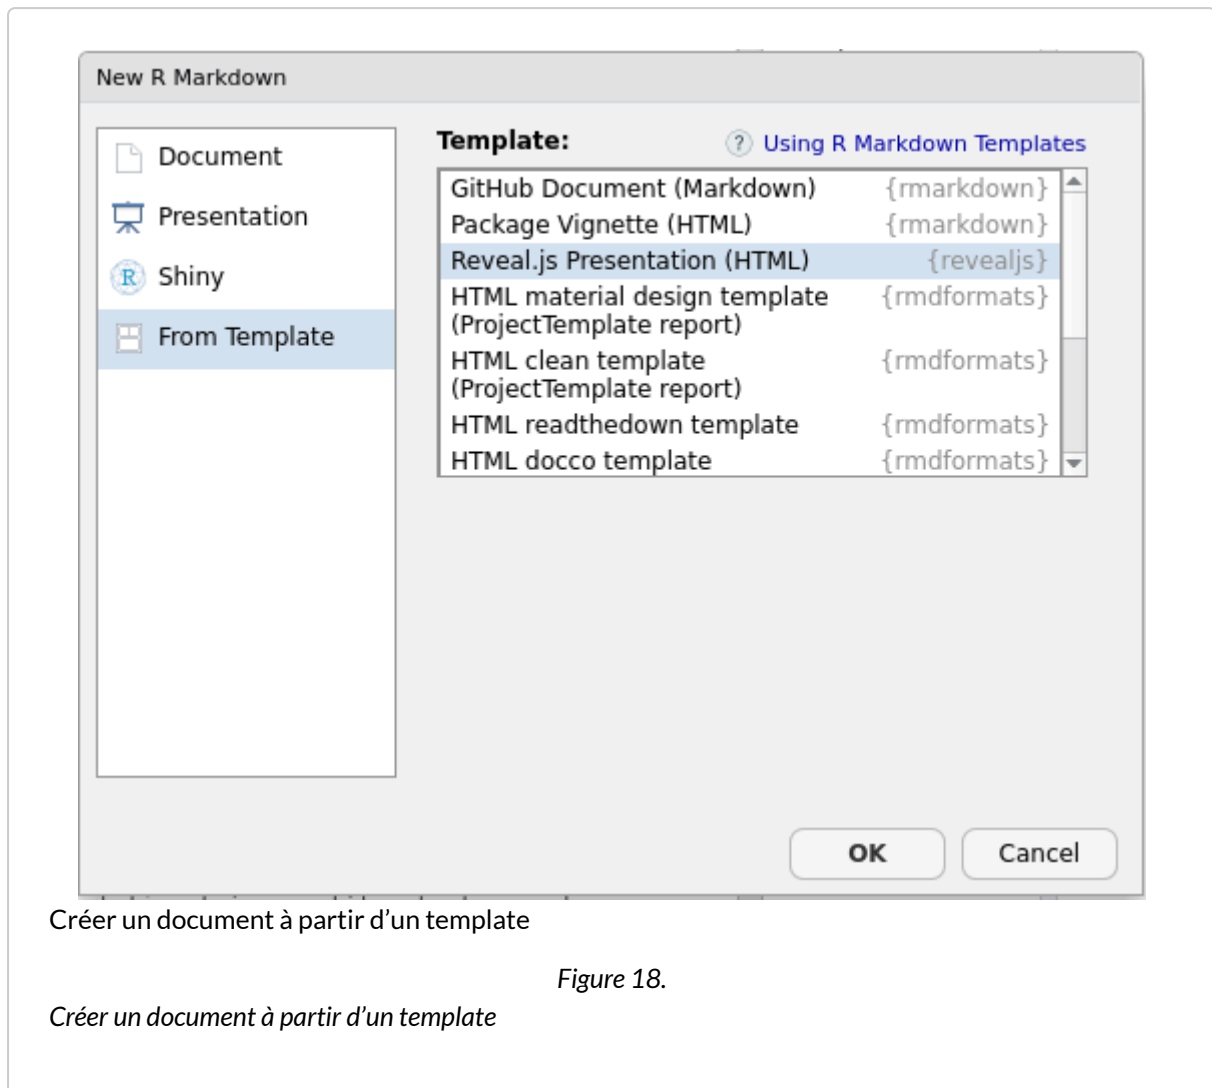 New R Markdown
Document
Presentation
Shiny
From Template
Template:
? Using R Markdown Templates
GitHub Document (Markdown) {rmarkdown}
Package Vignette (HTML) {rmarkdown}
Reveal.js Presentation (HTML) {revealjs}
HTML material design template {rmdformats}
(ProjectTemplate report)
HTML clean template {rmdformats}
(ProjectTemplate report)
HTML readthedown template {rmdformats}
HTML docco template {rmdformats}
OK Cancel
Créer un document à partir d’un template
Figure 18.
Créer un document à partir d’un template